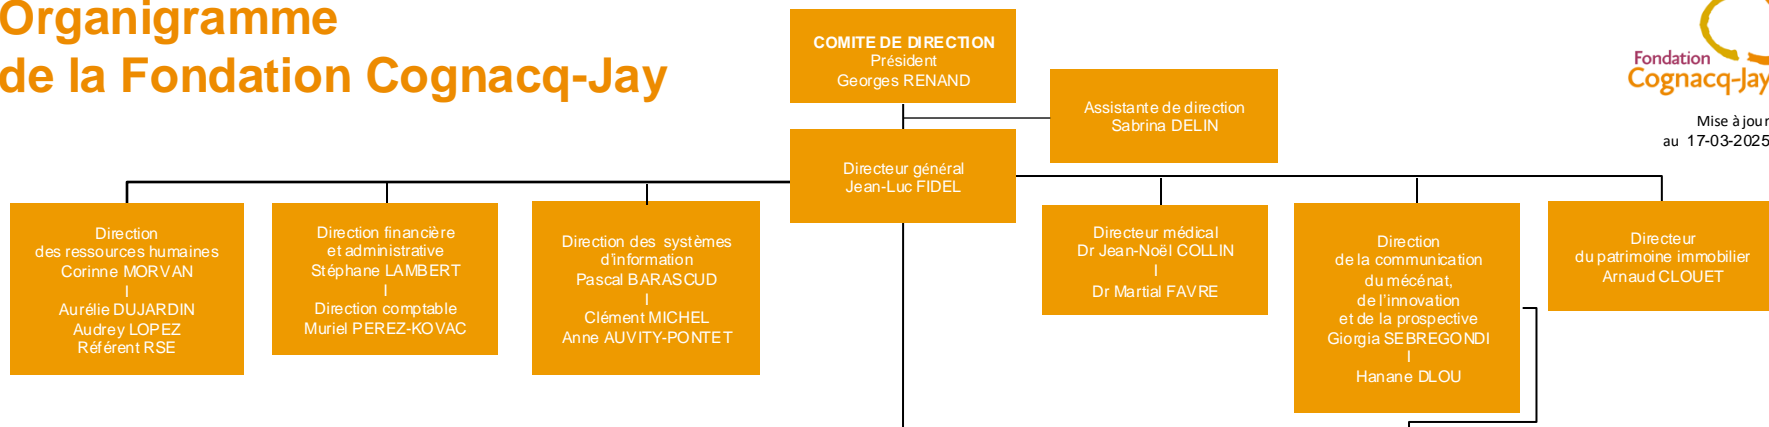 Organigramme
de la Fondation Cognacq-Jay
COMITE DE DIRECTION
Président
Georges RENAND
Fondation
Cognacq-Jay
Mise à jour
au 17-03-2025
Assistante de direction
Sabrina DELIN
Directeur général
Jean-Luc FIDEL
Direction
des ressources humaines
Corinne MORVAN
I
Aurélie DUJARDIN
Audrey LOPEZ
Référent RSE
Direction financière
et administrative
Stéphane LAMBERT
I
Direction comptable
Muriel PEREZ-KOVAC
Direction des systèmes
d'information
Pascal BARASCUD
I
Clément MICHEL
Anne AUVITY-PONTET
Directeur médical
Dr Jean-Noël COLLIN
I
Dr Martial FAVRE
Direction
de la communication
du mécénat,
de l'innovation
et de la prospective
Giorgia SEBREGONDI
I
Hanane DLOU
Directeur
du patrimoine immobilier
Arnaud CLOUET